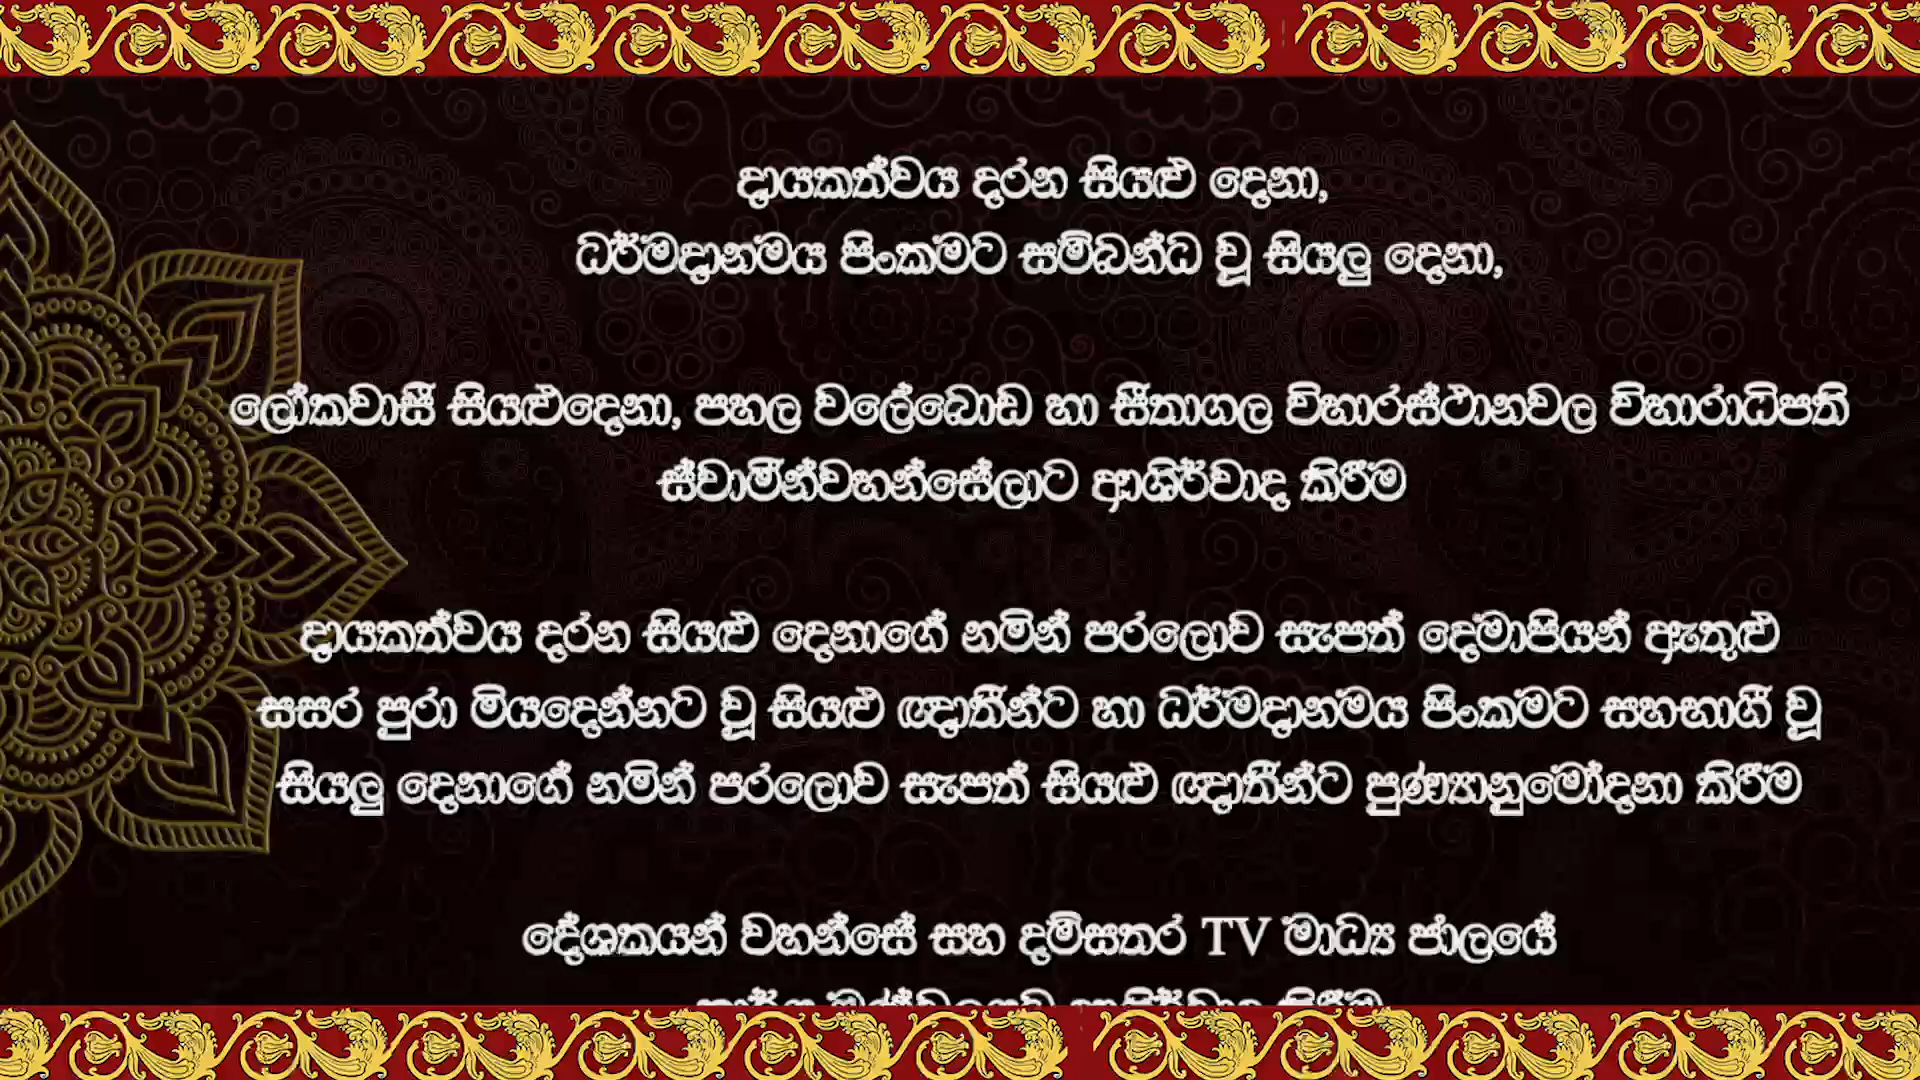 දායකත්වය දරන සියළු දෙනා,
ධර්මදානමය පිංකමට සම්බන්ධ වූ සියලු දෙනා,
ලෝකවාසී සියළුදෙනා, පහල වලේබොඩ හා සීතාගල විහාරස්ථානවල විහාරාධිපති
ස්වාමීන්වහන්සේලාට ආශිර්වාද කිරීම
දායකත්වය දරන සියළු දෙනාගේ නමින් පරලොව සැපත් දෙමාපියන් ඇතුළු
සසර පුරා මියදෙන්නට වූ සියළු ඥාතීන්ට හා ධර්මදානමය පිංකමට සහභාගී වූ
සියලු දෙනාගේ නමින් පරලොව සැපත් සියළු ඥාතීන්ට පුණ්‍යානුමෝදනා කිරීම
දේශකයන් වහන්සේ සහ දම්සතර TV මාධ්‍ය ජාලයේ